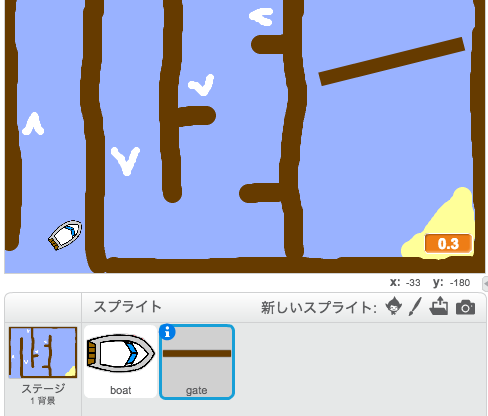 0.3
x: -33 y: -180
スプライト 新しいスプライト:
ステージ
1 背景
boat
gate